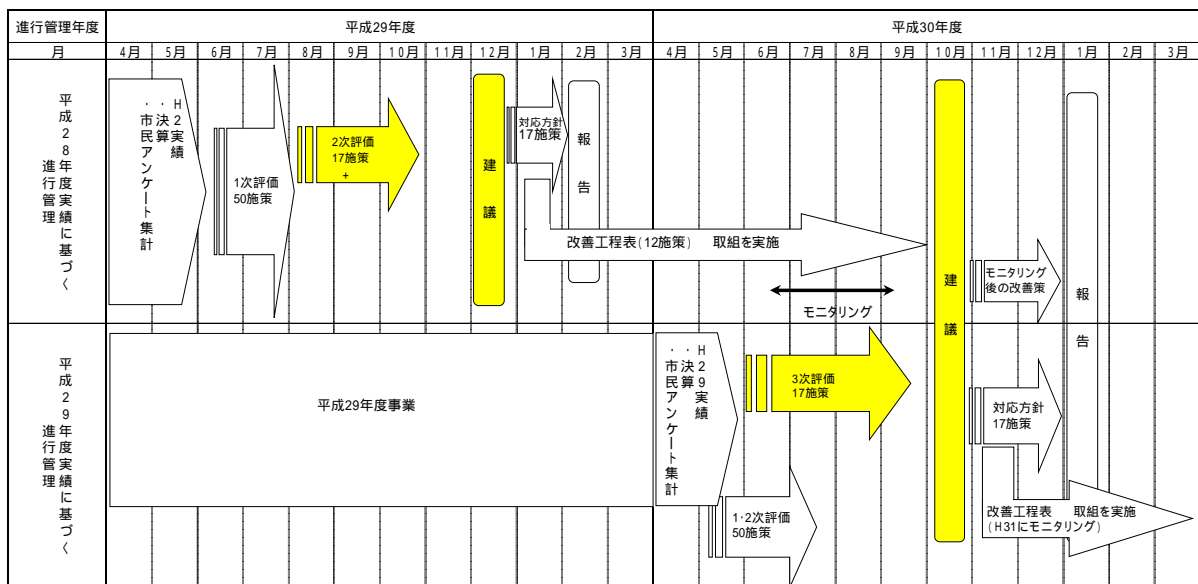 進行管理年度
平成29年度
平成30年度
月
4月 5月 6月 7月 8月 9月 10月 11月 12月 1月 2月 3月 4月 5月 6月 7月 8月 9月 10月 11月 12月 1月 2月 3月
平成28年度実績に基づく
進行管理
H2実績
・決算
・市民アンケート集計
1次評価
50施策
2次評価
17施策
+
建議
対応方針
17施策
報告
改善工程表(12施策) 取組を実施
モニタリング
建議
モニタリング
後の改善策
報告
平成29年度実績に基づく
進行管理
平成29年度事業
H29実績
・決算
・市民アンケート集計
3次評価
17施策
1・2次評価
50施策
対応方針
17施策
改善工程表 取組を実施
(H31にモニタリング)